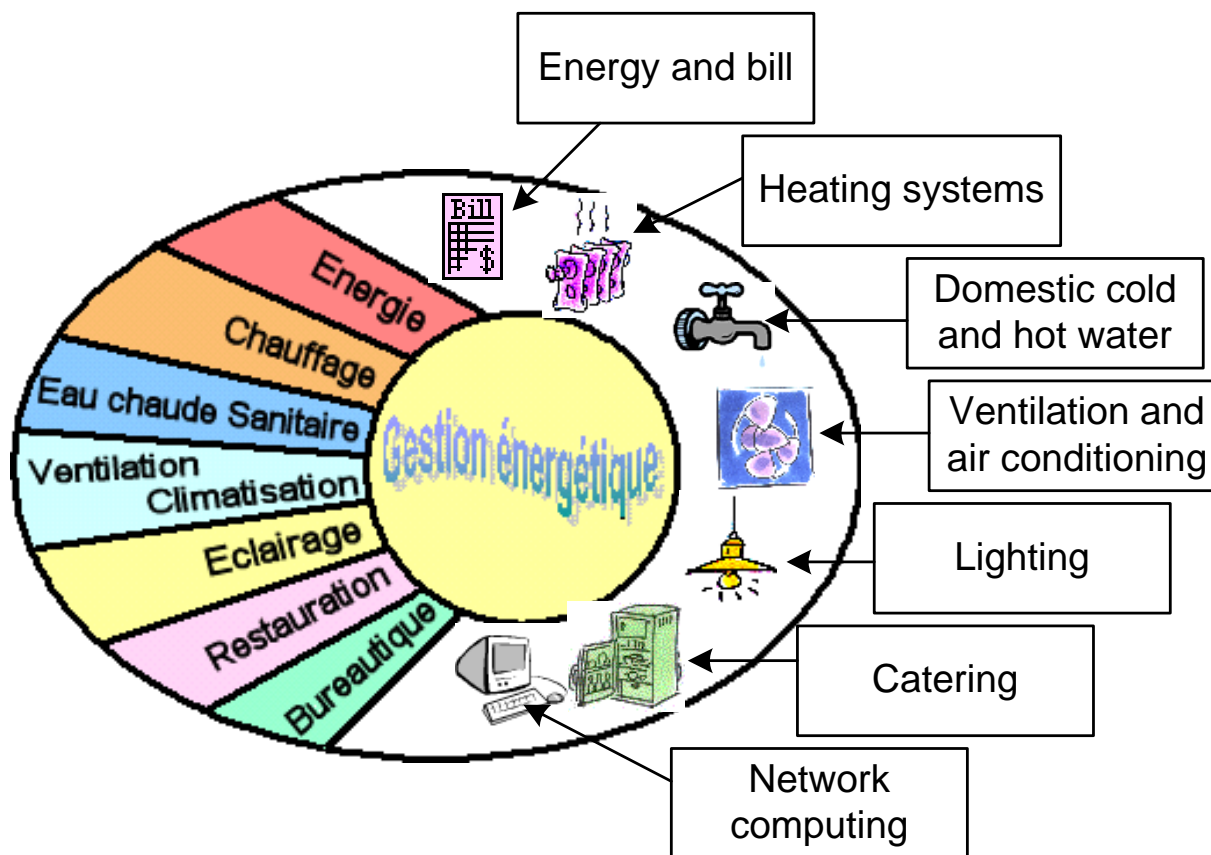 Energy and bill
Heating systems
Domestic cold
and hot water
Ventilation and
air conditioning
Lighting
Catering
Network
computing
Bill
$
Energie
Chauffage
Eau chaude Sanitaire
Ventilation
Climatisation
Eclairage
Restauration
Bureautique
Gestion énergétique